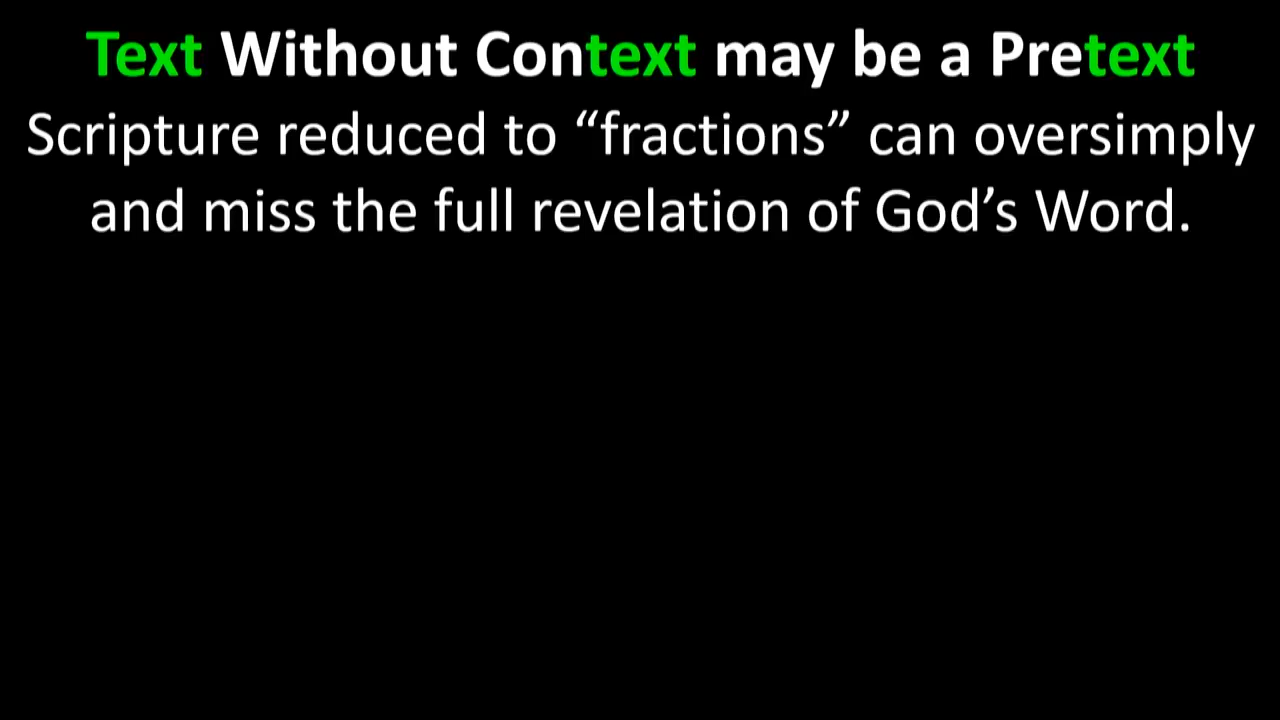 Text Without Context may be a Pretext
Scripture reduced to “fractions” can oversimply
and miss the full revelation of God’s Word.